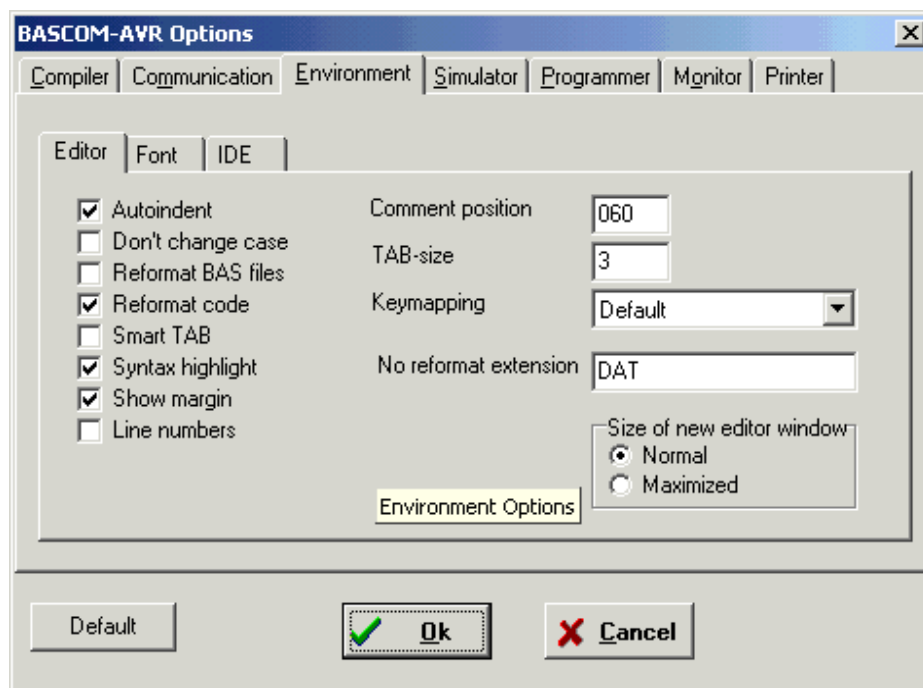 BASCOM-AVR Options
Compiler Communication Environment Simulator Programmer Monitor Printer
Editor Font IDE
Autoindent
Don't change case
Reformat BAS files
Reformat code
Smart TAB
Syntax highlight
Show margin
Line numbers
Comment position 060
TAB-size 3
Keymapping Default
No reformat extension DAT
Size of new editor window
Normal
Maximized
Environment Options
Default Ok Cancel